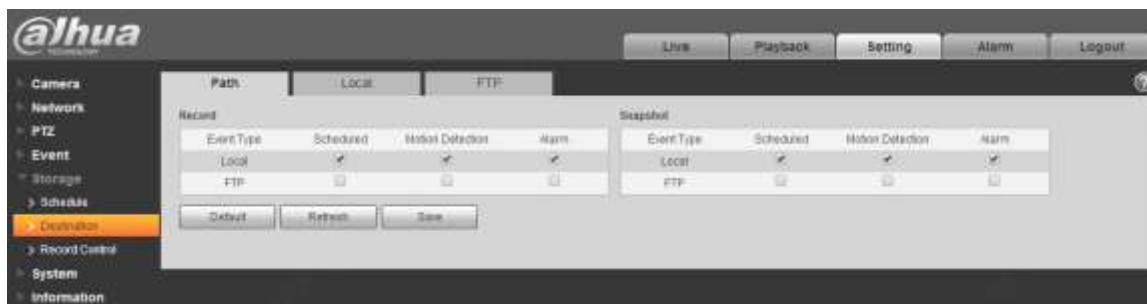 alhua
TECHNOLOGY
Live Playback Setting Alarm Logout
Camera
Network
PTZ
Event
Storage
Schedule
Destination
Record Control
System
Information
Path Local FTP
Record
Event Type Scheduled Motion Detection Alarm
Local
FTP
Snapshot
Event Type Scheduled Motion Detection Alarm
Local
FTP
Default Refresh Save